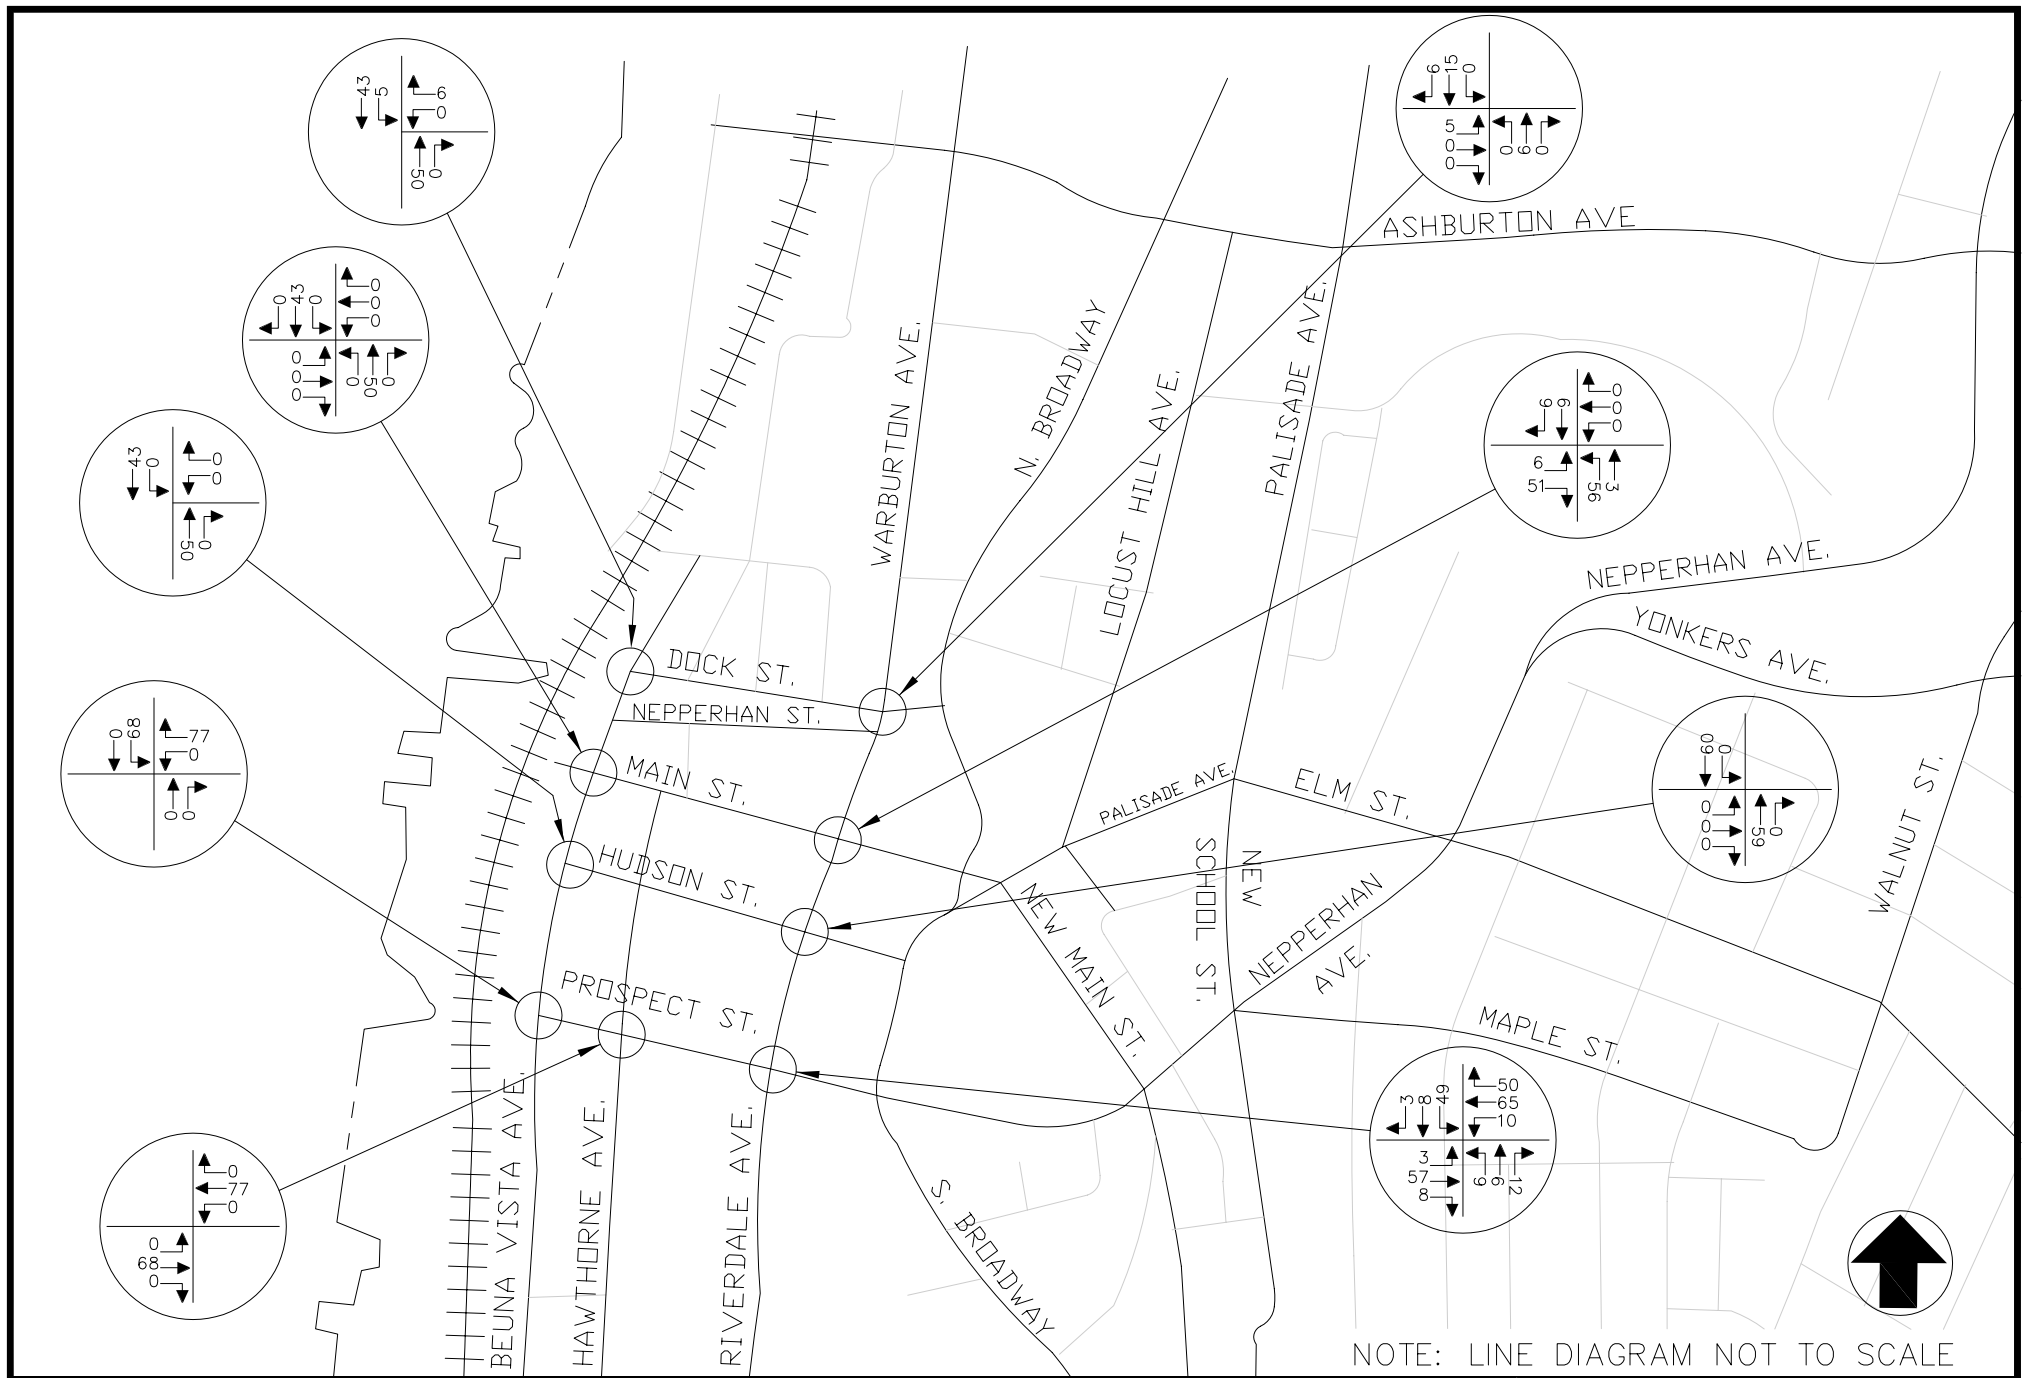 43
5
6
0
50
0
6
15
0
5
0
0
0
9
0
ASHBURTON AVE
0
43
0
0
0
0
0
0
0
0
50
0
PALISADE AVE.
N. BROADWAY
WARBURTON AVE.
LOCUST HILL AVE.
9
6
0
0
0
6
51
56
3
43
0
0
0
50
0
NEPPERHAN AVE.
YONKERS AVE.
DOCK ST.
NEPPERHAN ST.
0
68
77
0
0
0
MAIN ST.
PALISADE AVE.
ELM ST.
60
0
0
0
0
59
0
WALNUT ST.
HUDSON ST.
NEW
SCHOOL ST.
NEW MAIN ST.
NEPPERHAN
AVE.
PROSPECT ST.
MAPLE ST.
3
8
49
50
65
10
3
57
8
9
6
12
0
77
0
0
68
0
BEUNA VISTA AVE.
HAWTHORNE AVE.
RIVERDALE AVE.
S. BROADWAY
NOTE: LINE DIAGRAM NOT TO SCALE